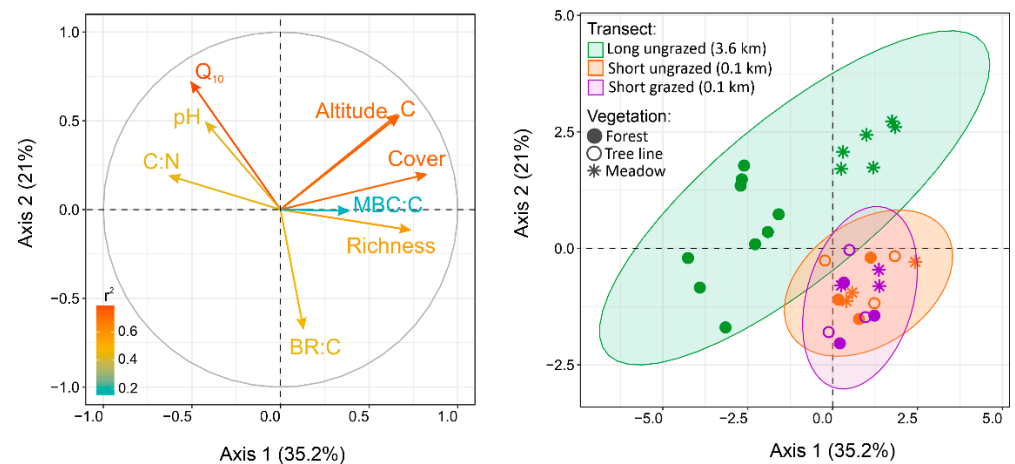 1.0
0.5
0.0
−0.5
−1.0
Axis 2 (21%)
Q10
pH
C:N
Altitude, C
Cover
MBC:C
Richness
BR:C
r²
0.6
0.4
0.2
−1.0 −0.5 0.0 0.5 1.0
Axis 1 (35.2%)
5.0
2.5
0.0
−2.5
Axis 2 (21%)
Transect:
Long ungrazed (3.6 km)
Short ungrazed (0.1 km)
Short grazed (0.1 km)
Vegetation:
Forest
Tree line
Meadow
−5.0 −2.5 0.0 2.5 5.0
Axis 1 (35.2%)